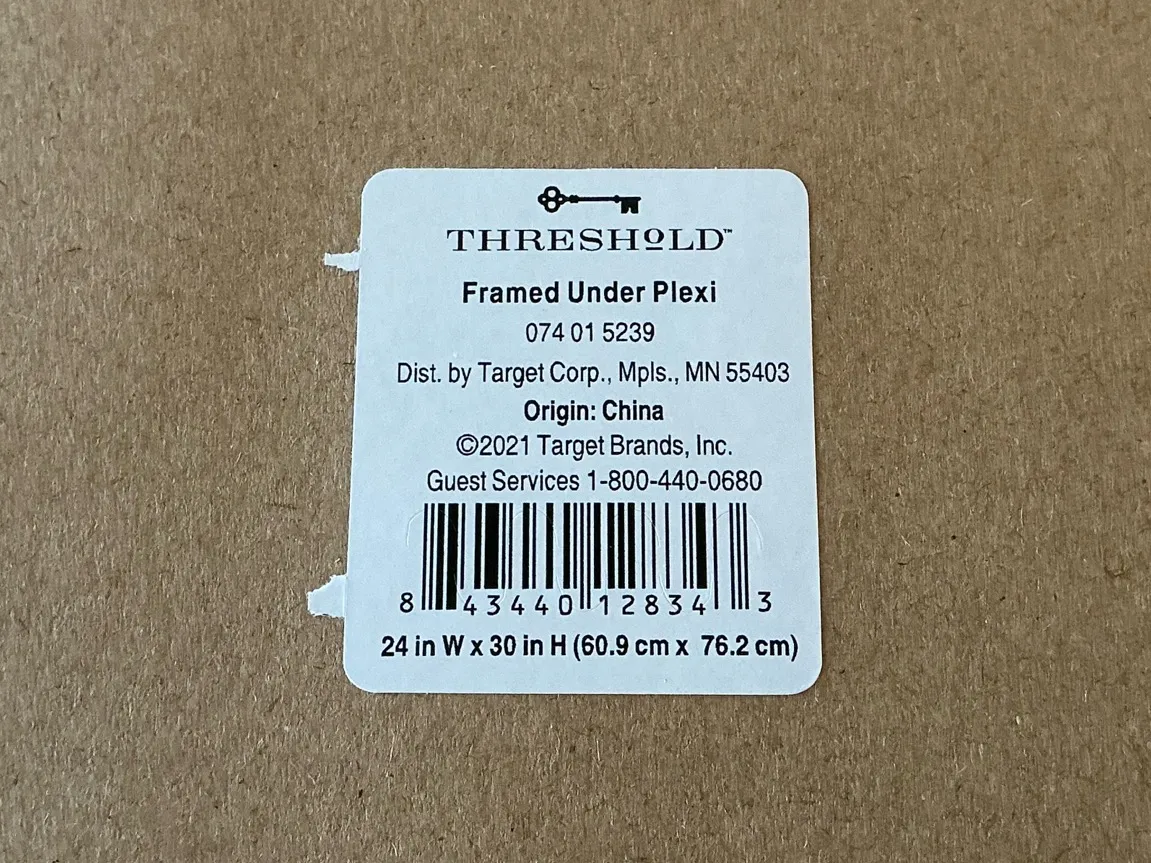 THRESHOLD™
Framed Under Plexi
074 01 5239
Dist. by Target Corp., Mpls., MN 55403
Origin: China
©2021 Target Brands, Inc.
Guest Services 1-800-440-0680
8 43440 12834 3
24 in W x 30 in H (60.9 cm x 76.2 cm)